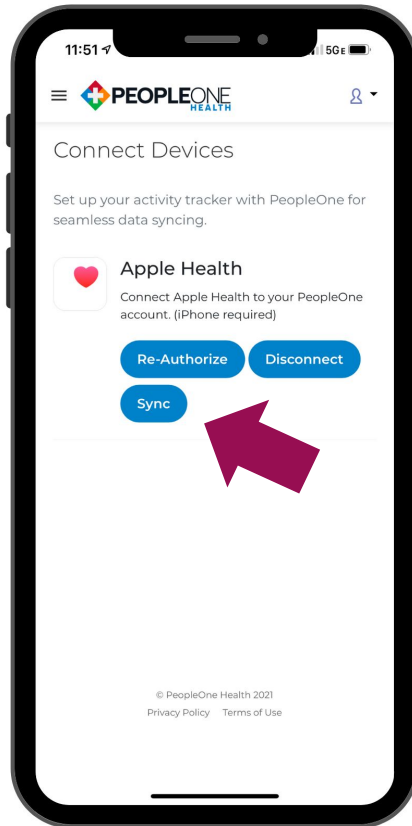 11:51
5GE
PEOPLEONE
HEALTH
Connect Devices
Set up your activity tracker with PeopleOne for
seamless data syncing.
Apple Health
Connect Apple Health to your PeopleOne
account. (iPhone required)
Re-Authorize Disconnect
Sync
© PeopleOne Health 2021
Privacy Policy Terms of Use